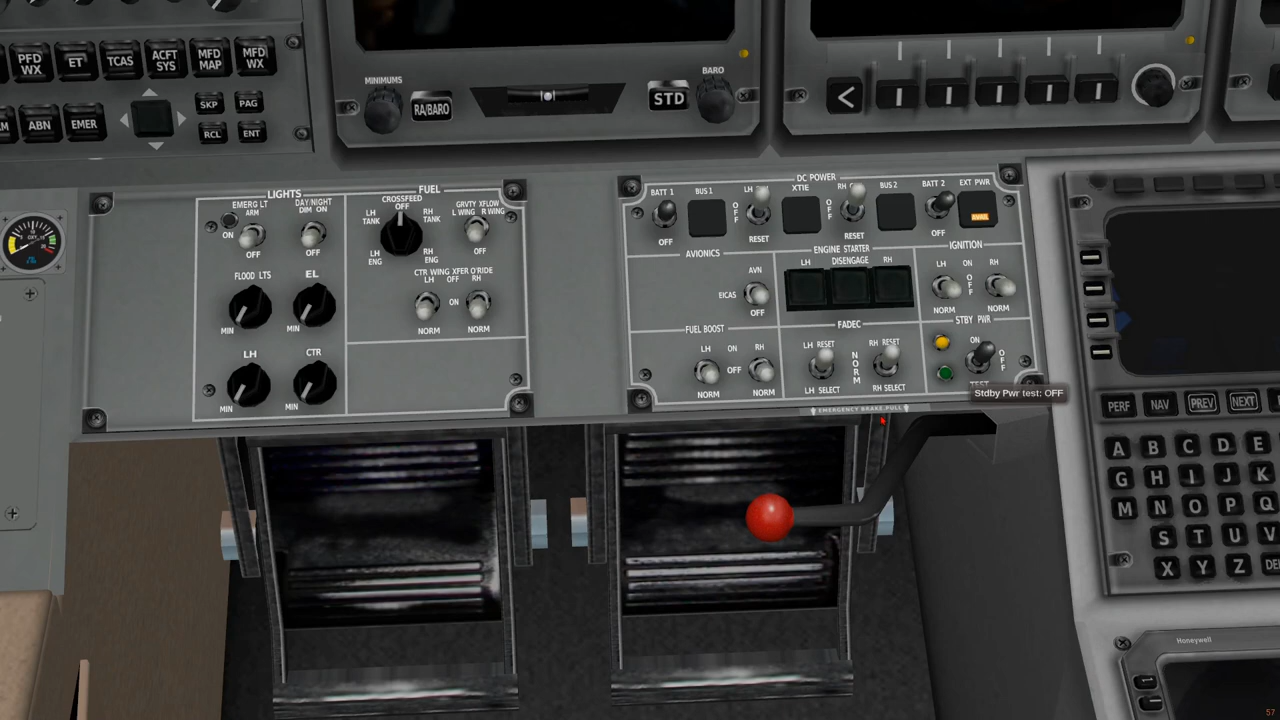 PFD WX
ET
TCAS
ACFT SYS
MFD MAP
MFD WX
SKP
PAG
ABN
EMER
RCL
ENT
MINIMUMS
RA/BARO
STD
BARO
<
LIGHTS
EMERG LT
ARM
ON
OFF
DAY/NIGHT
DIM ON
OFF
FLOOD LTS
MIN
EL
MIN
LH
MIN
CTR
MIN
FUEL
CROSSFEED
OFF
LH TANK
RH TANK
LH ENG
RH ENG
GRVTY XFLOW
L WING R WING
OFF
CTR WING XFER O'RIDE
LH OFF RH
ON
NORM NORM
DC POWER
BATT 1
OFF
BUS 1
OFF
LH
RESET
XTIE
OFF
RH
RESET
BUS 2
BATT 2
OFF
EXT PWR
AVAIL
AVIONICS
AVN
EICAS
OFF
ENGINE STARTER
LH DISENGAGE RH
IGNITION
LH ON RH
OFF
NORM NORM
FUEL BOOST
LH ON RH
OFF
NORM NORM
FADEC
LH RESET
RH RESET
NORM
LH SELECT
RH SELECT
STBY PWR
ON
OFF
TEST
Stdby Pwr test: OFF
EMERGENCY BRAKE PULL
PERF
NAV
PREV
NEXT
A B C D E
G H I J K
M N O P Q
S T U V
X Y Z
Honeywell
57